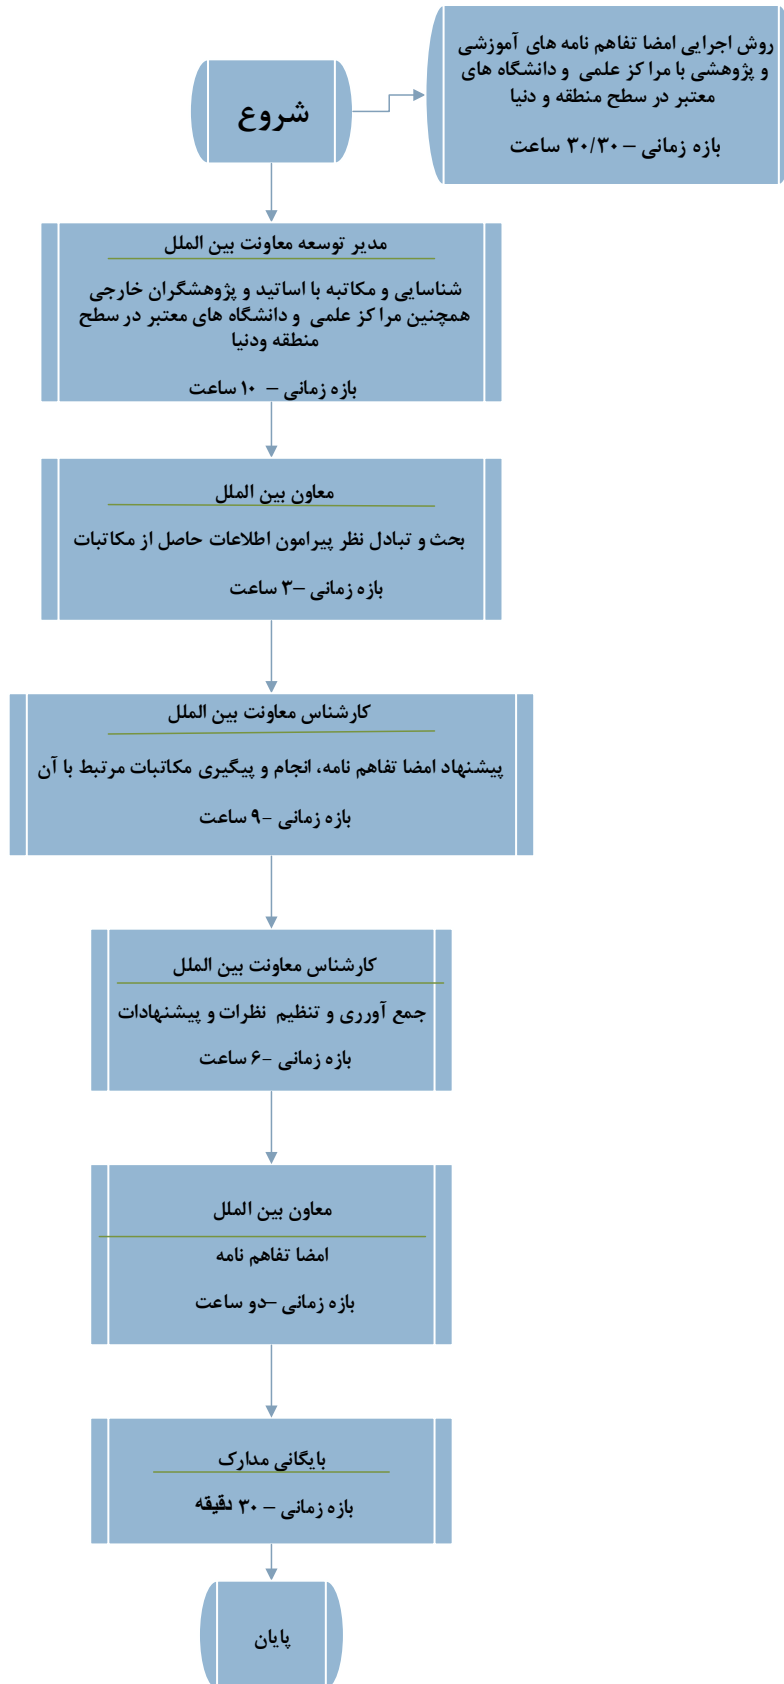 روش اجرایی امضا تفاهم نامه های آموزشی
و پژوهشی با مراکز علمی و دانشگاه های
معتبر در سطح منطقه و دنیا
بازه زمانی – ۳۰/۳۰ ساعت
شروع
مدیر توسعه معاونت بین الملل
شناسایی و مکاتبه با اساتید و پژوهشگران خارجی
همچنین مراکز علمی و دانشگاه های معتبر در سطح
منطقه ودنیا
بازه زمانی – ۱۰ ساعت
معاون بین الملل
بحث و تبادل نظر پیرامون اطلاعات حاصل از مکاتبات
بازه زمانی –۳ ساعت
کارشناس معاونت بین الملل
پیشنهاد امضا تفاهم نامه، انجام و پیگیری مکاتبات مرتبط با آن
بازه زمانی -۹ ساعت
کارشناس معاونت بین الملل
جمع آورری و تنظیم نظرات و پیشنهادات
بازه زمانی -۶ ساعت
معاون بین الملل
امضا تفاهم نامه
بازه زمانی –دو ساعت
بایگانی مدارک
بازه زمانی – ۳۰ دقیقه
پایان